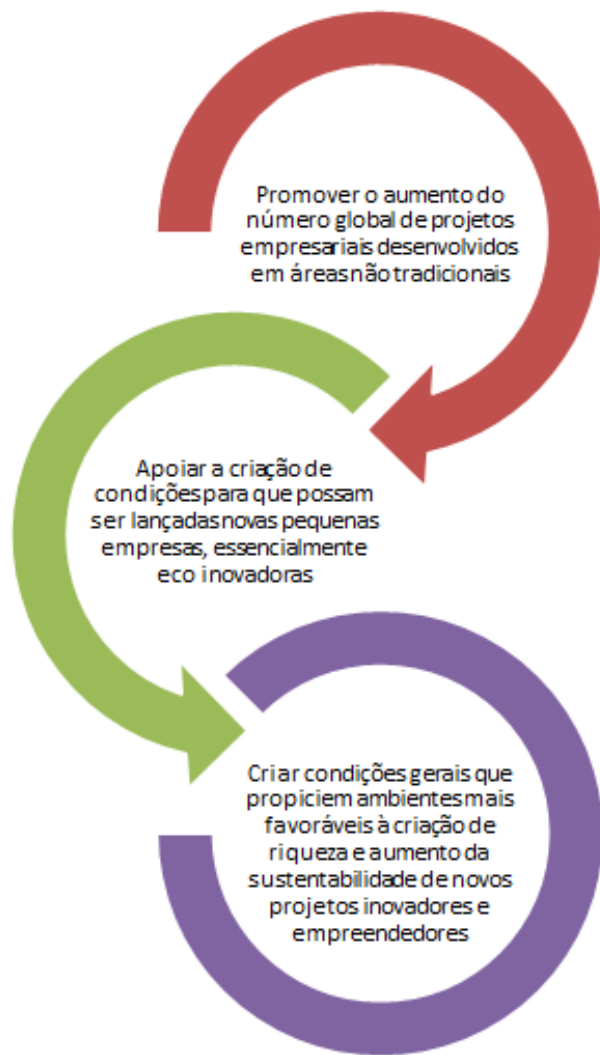 Promover o aumento do
número global de projetos
empresariais desenvolvidos
em áreas não tradicionais
Apoiar a criação de
condições para que possam
ser lançadas novas pequenas
empresas, essencialmente
eco inovadoras
Criar condições gerais que
propiciem ambientes mais
favoráveis à criação de
riqueza e aumento da
sustentabilidade de novos
projetos inovadores e
empreendedores